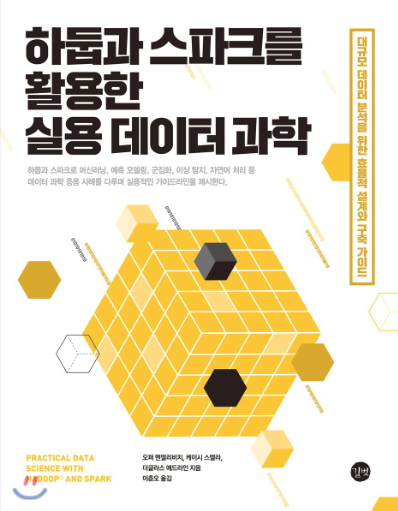 하둡과 스파크를
활용한
실용 데이터 과학
하둡과 스파크로 머신러닝, 예측 모델링, 군집화, 이상 탐지, 자연어 처리 등
데이터 과학 응용 사례를 다루며 실용적인 가이드라인을 제시한다.
대규모 데이터 분석을 위한 효율적 설계와 구축 가이드
PRACTICAL DATA
SCIENCE WITH
HADOOP® AND SPARK
오퍼 멘델리비치, 케이시 스텔라,
더글러스 에드라인 지음
이춘오 옮김
길벗